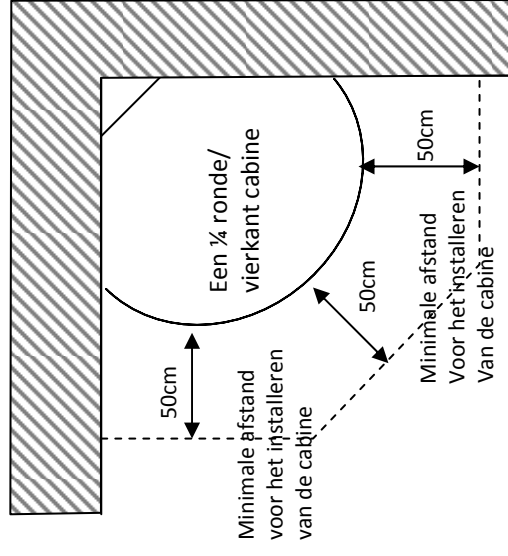 Een ¼ ronde/
vierkant cabine
50cm
50cm
50cm
Minimale afstand
voor het installeren
van de cabine
Minimale afstand
Voor het installeren
Van de cabine